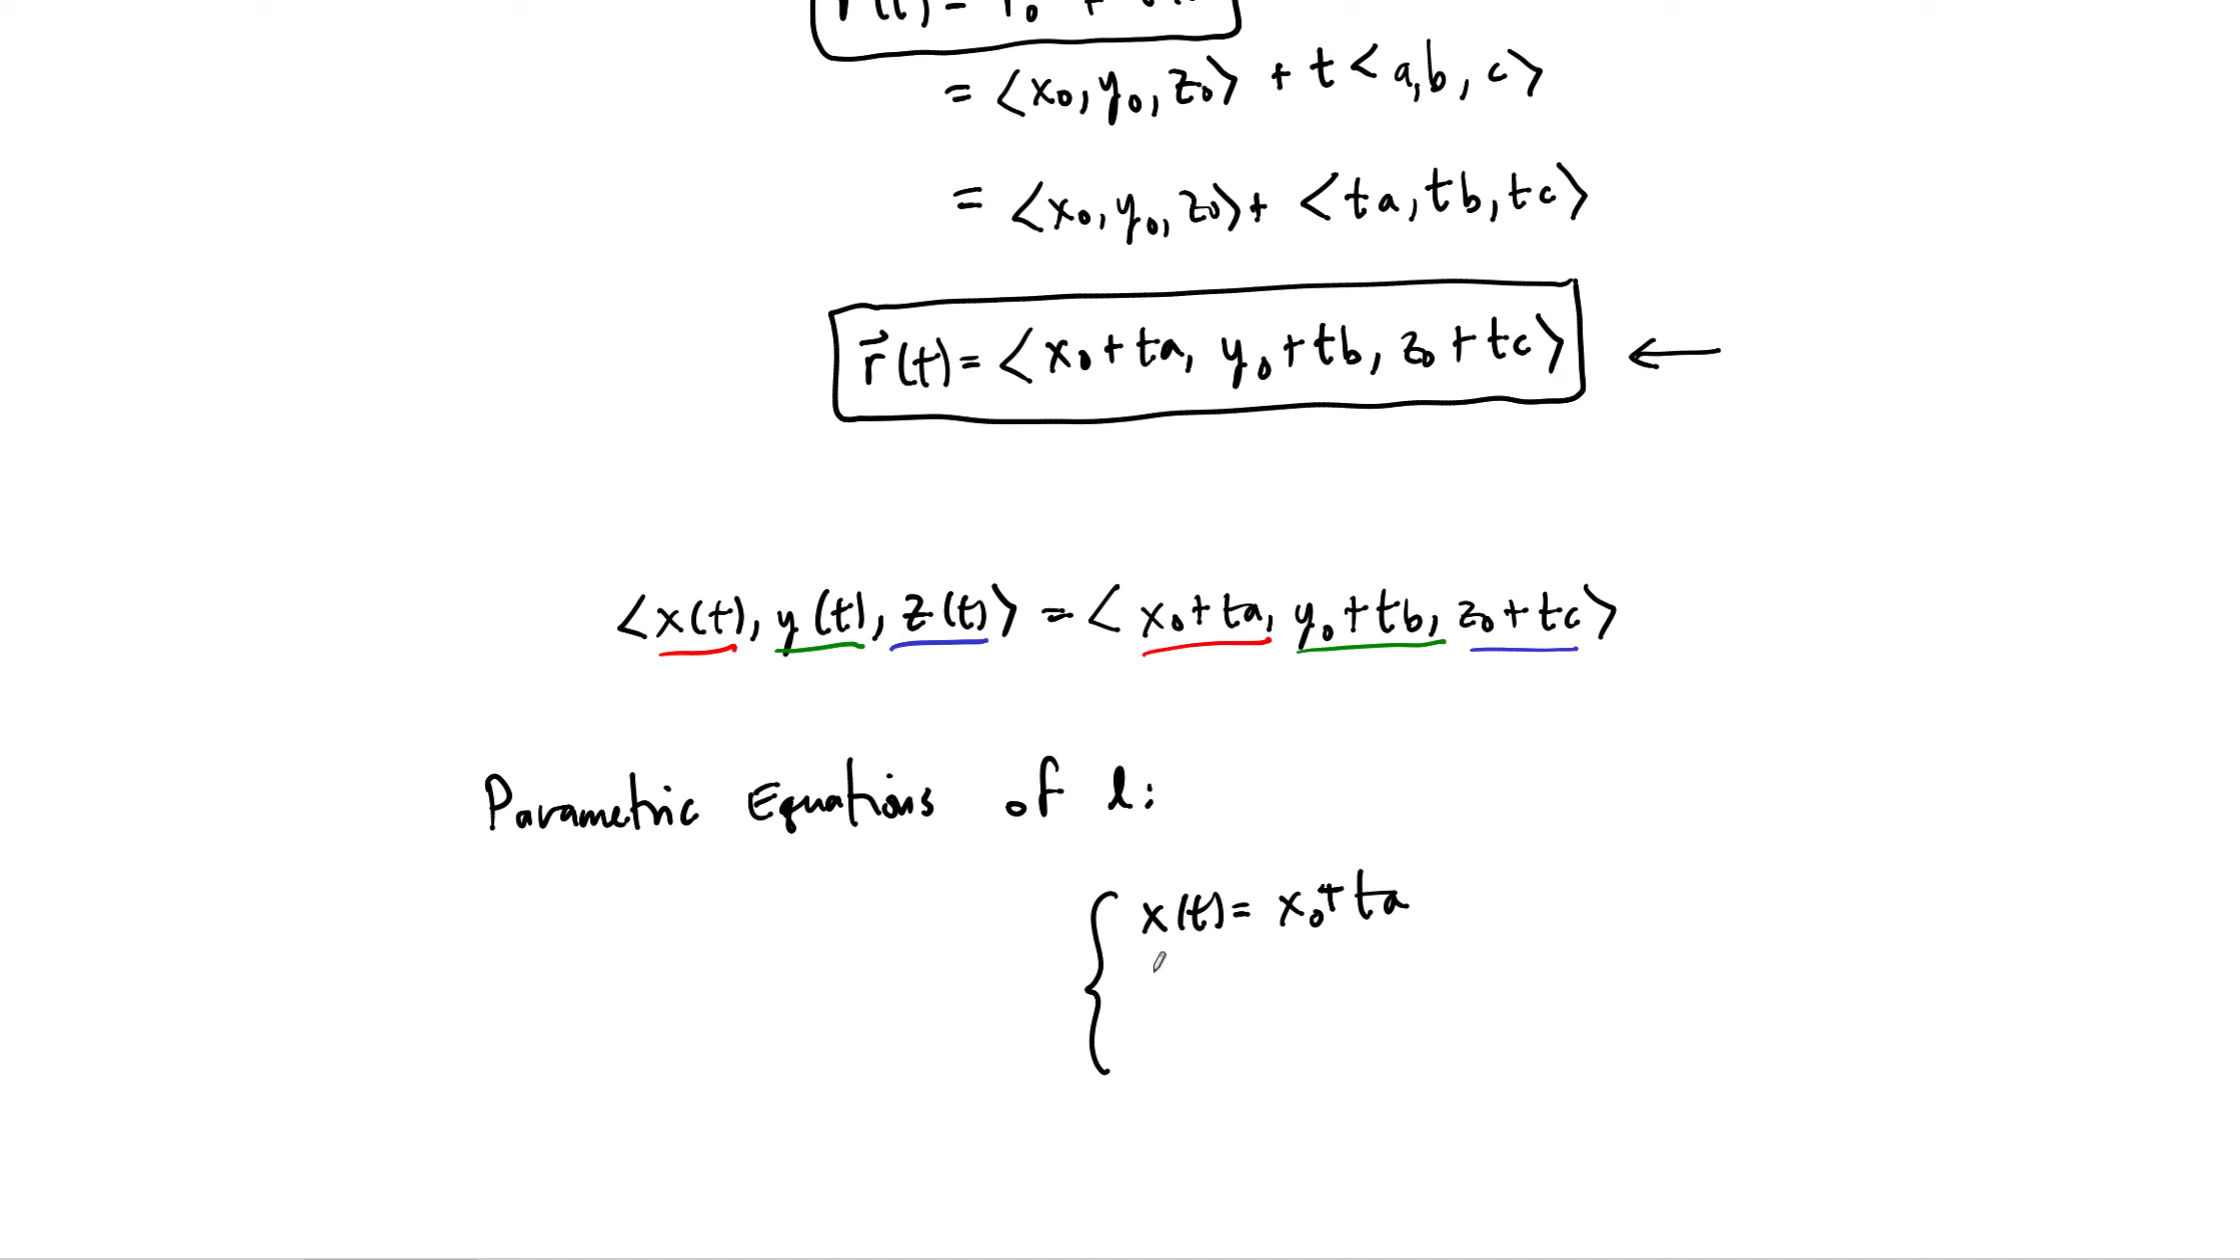 = ⟨x₀, y₀, z₀⟩ + t<a, b, c>
= ⟨x₀, y₀, z₀⟩ + <ta, tb, tc>
r⃗(t) = ⟨x₀ + ta, y₀ + tb, z₀ + tc⟩ ←
⟨x(t), y(t), z(t)⟩ = ⟨x₀ + ta, y₀ + tb, z₀ + tc⟩
Parametric Equations of l:
{ x(t) = x₀ + ta